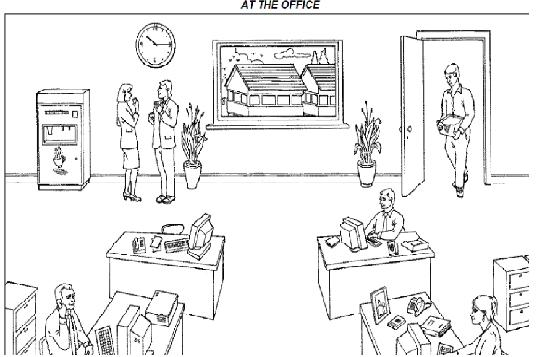 AT THE OFFICE